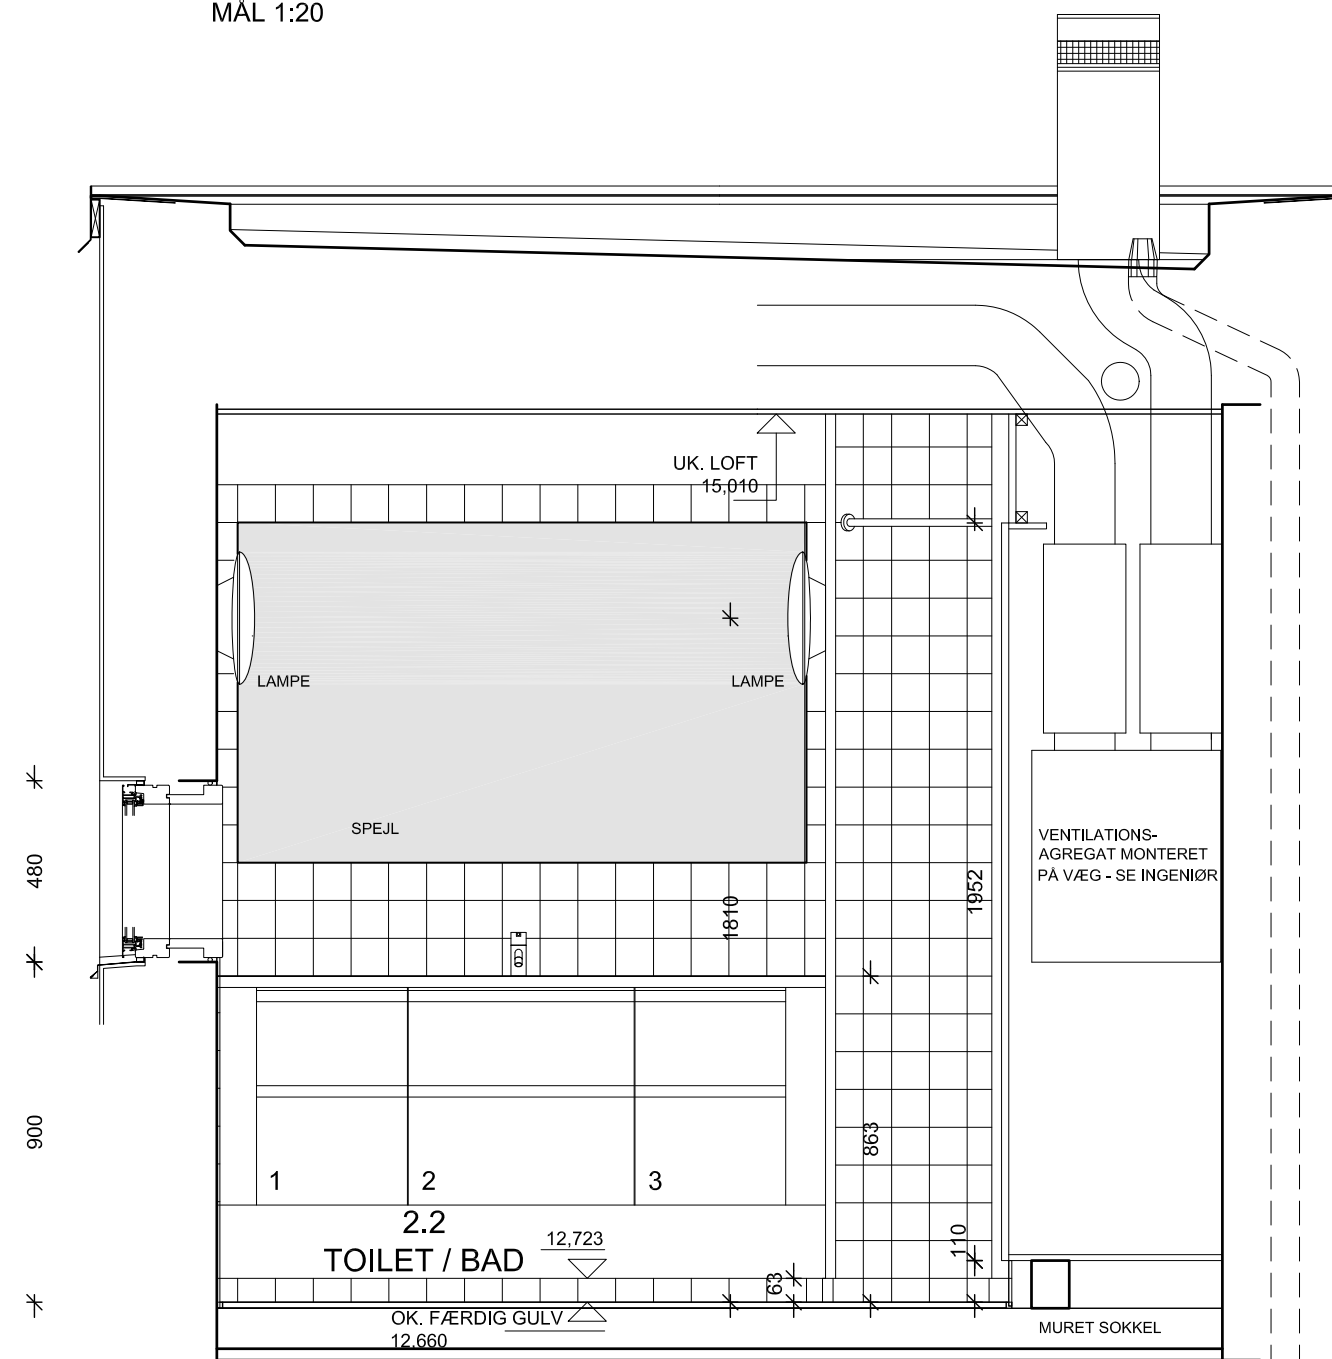 MÅL 1:20
UK. LOFT
15,010
LAMPE
LAMPE
SPEJL
VENTILATIONS-
AGREGAT MONTERET
PÅ VÆG - SE INGENIØR
480
1810
1952
900
863
110
63
1
2
3
2.2
TOILET / BAD
12,723
OK. FÆRDIG GULV
12.660
MURET SOKKEL